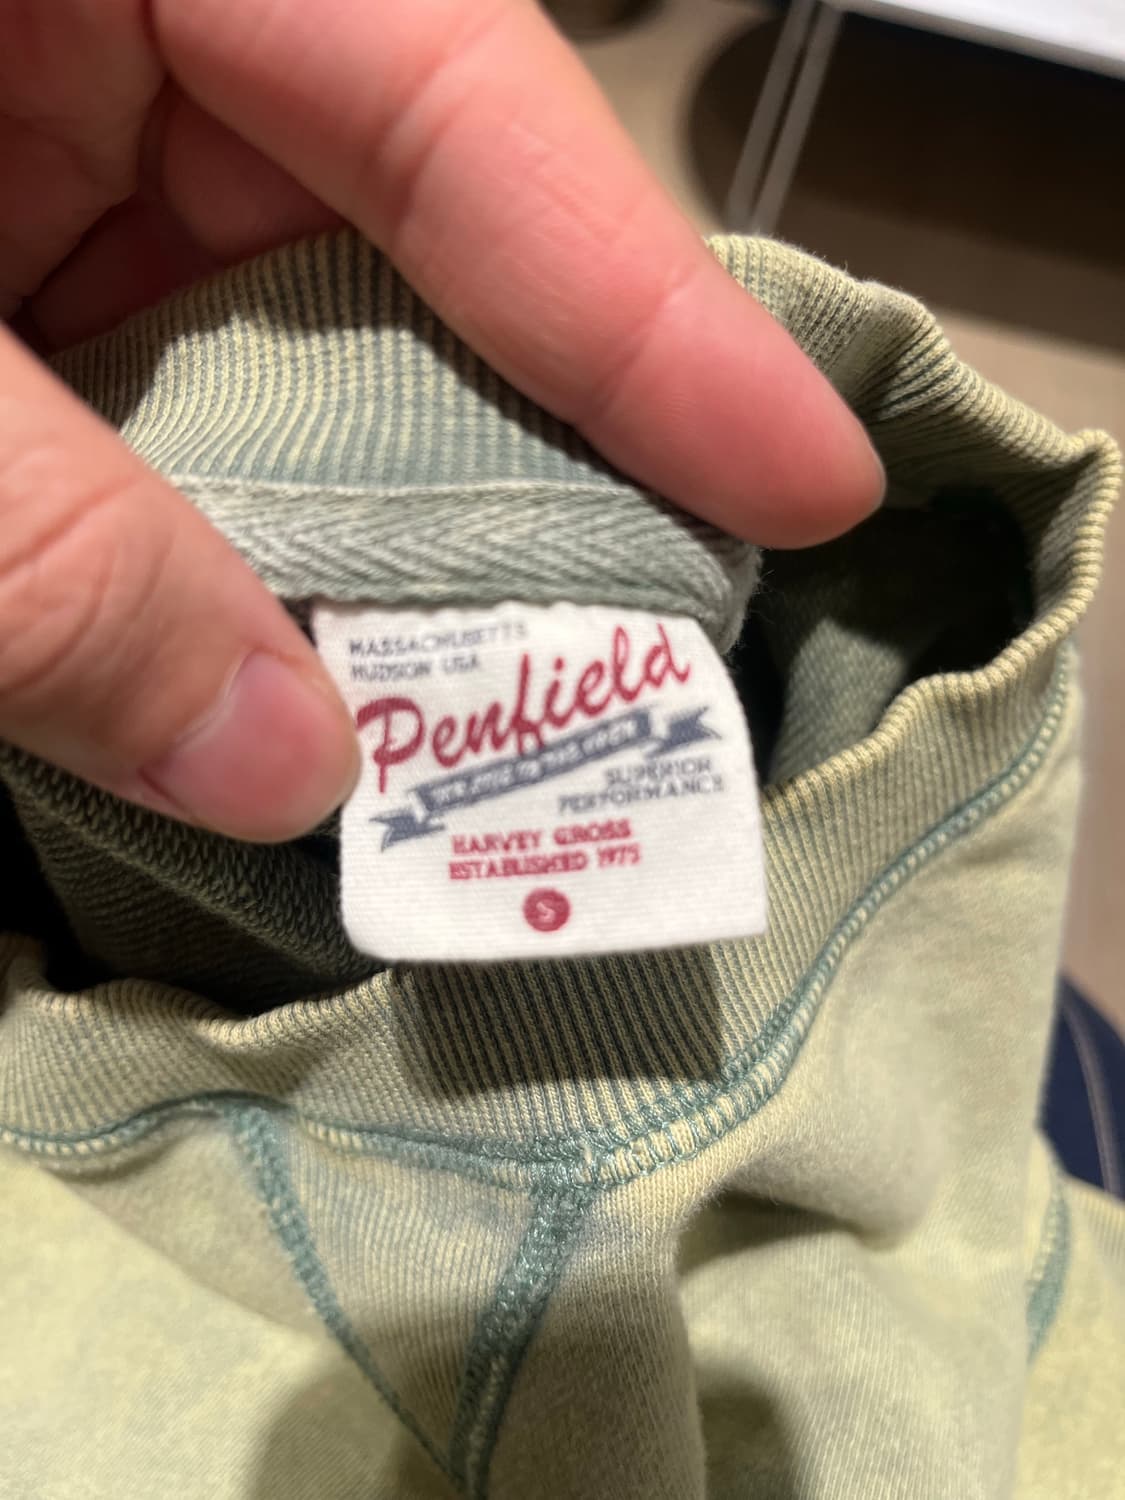 MASSACHUSETTS
HUDSON USA
Penfield
SUPERIOR
PERFORMANCE
HARVEY GROSS
ESTABLISHED 1975
S